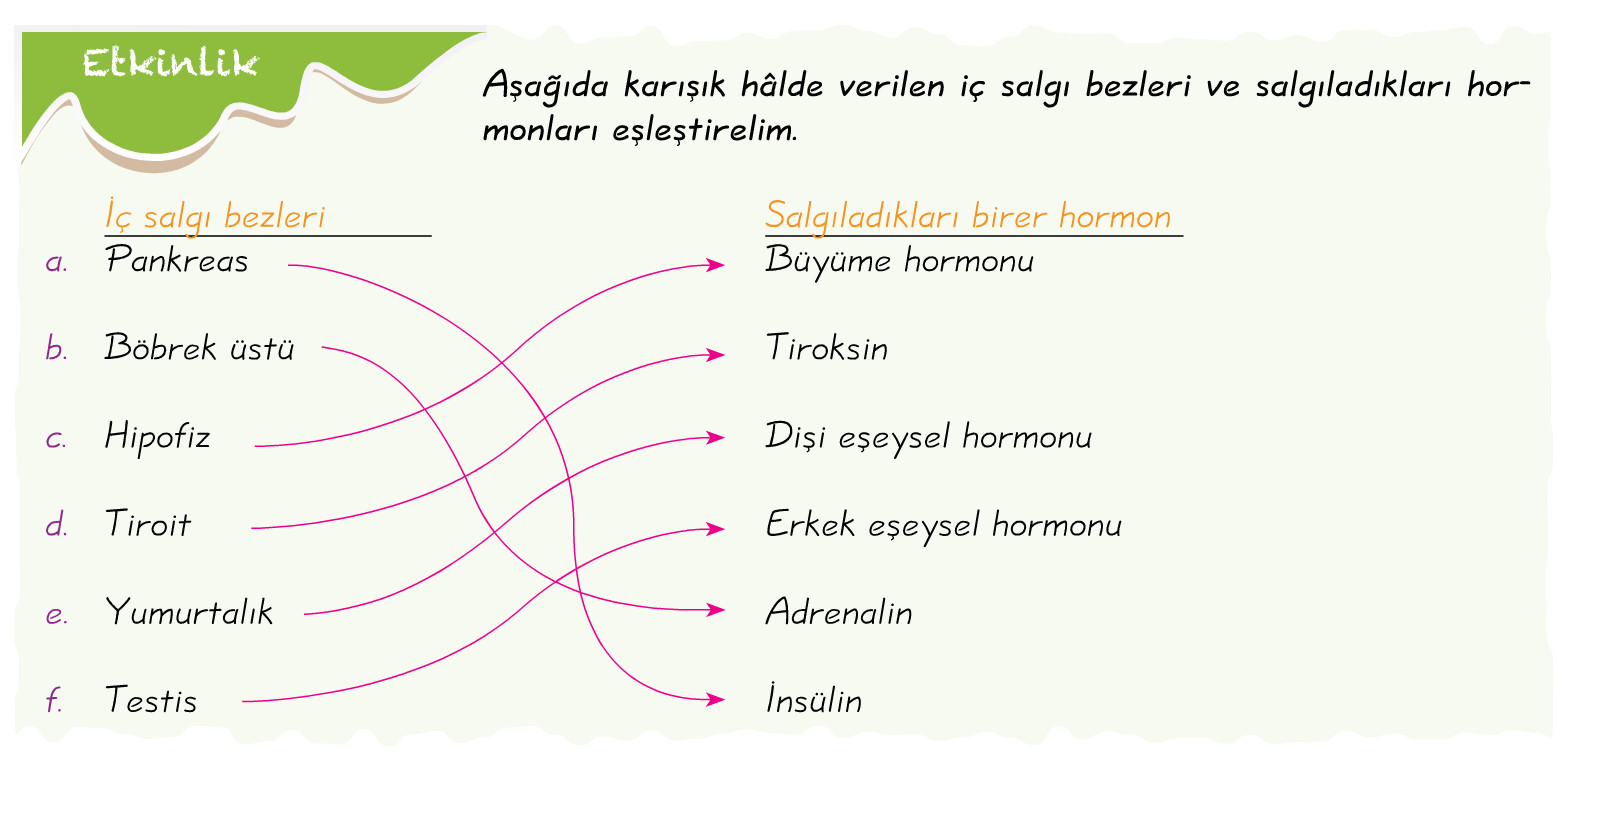 Etkinlik
Aşağıda karışık hâlde verilen iç salgı bezleri ve salgıladıkları hor-
monları eşleştirelim.
İç salgı bezleri
Salgıladıkları birer hormon
a. Pankreas
Büyüme hormonu
b. Böbrek üstü
Tiroksin
c. Hipofiz
Dişi eşeysel hormonu
d. Tiroit
Erkek eşeysel hormonu
e. Yumurtalık
Adrenalin
f. Testis
İnsülin